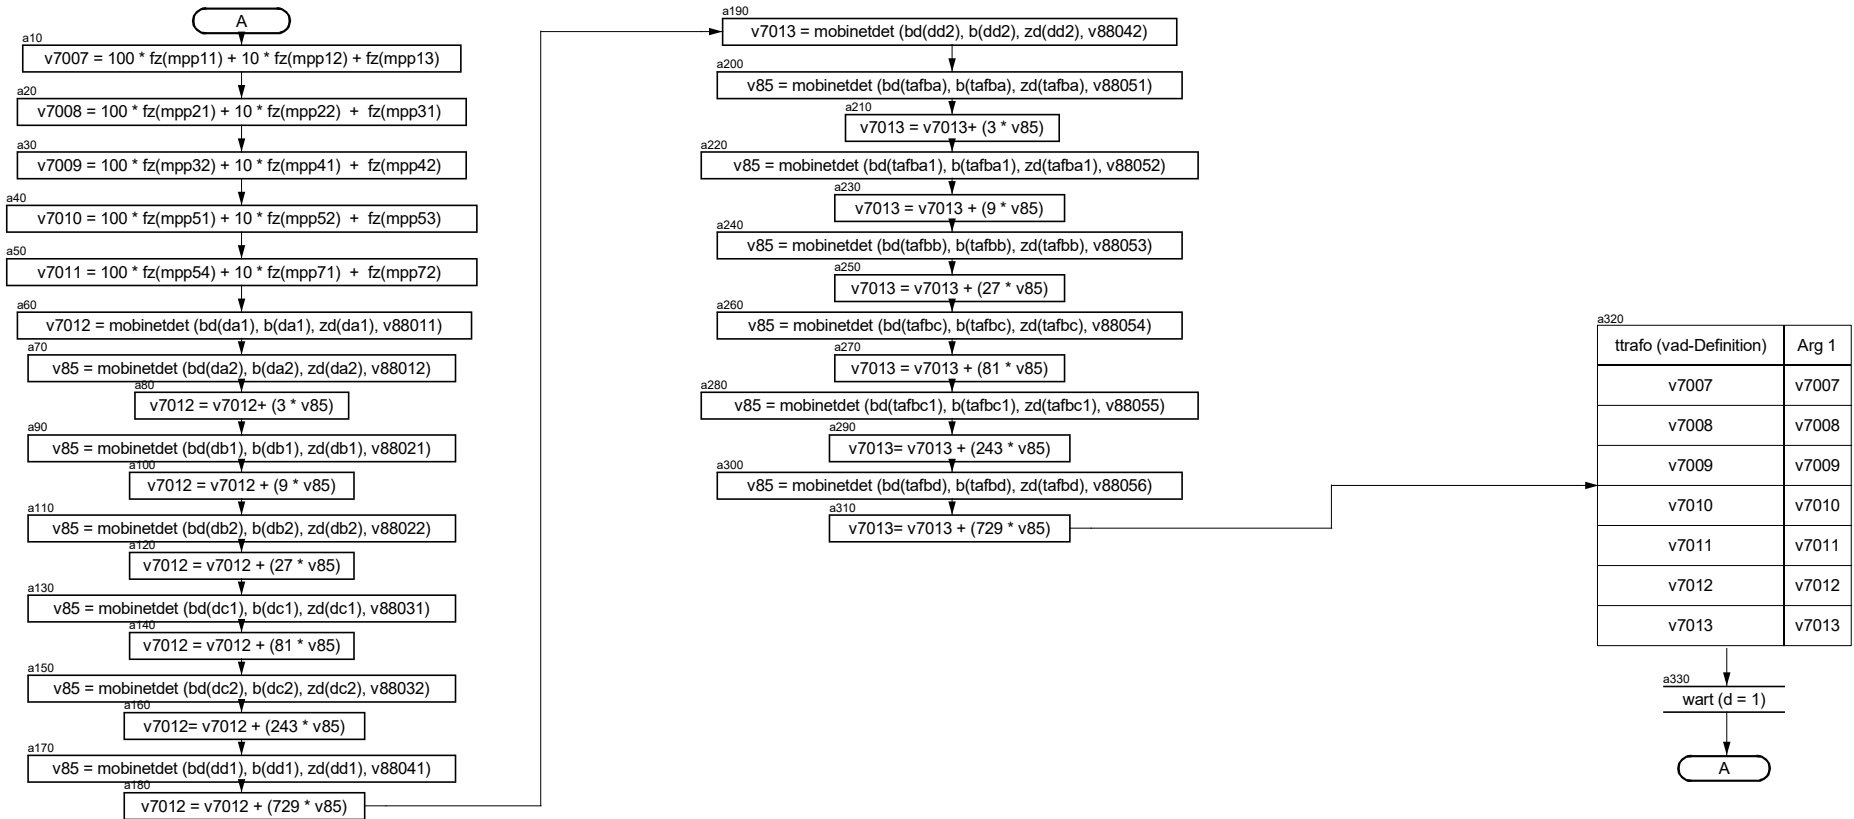 A
a10
v7007 = 100 * fz(mpp11) + 10 * fz(mpp12) + fz(mpp13)
a20
v7008 = 100 * fz(mpp21) + 10 * fz(mpp22) + fz(mpp31)
a30
v7009 = 100 * fz(mpp32) + 10 * fz(mpp41) + fz(mpp42)
a40
v7010 = 100 * fz(mpp51) + 10 * fz(mpp52) + fz(mpp53)
a50
v7011 = 100 * fz(mpp54) + 10 * fz(mpp71) + fz(mpp72)
a60
v7012 = mobinetdet (bd(da1), b(da1), zd(da1), v88011)
a70
v85 = mobinetdet (bd(da2), b(da2), zd(da2), v88012)
a80
v7012 = v7012+ (3 * v85)
a90
v85 = mobinetdet (bd(db1), b(db1), zd(db1), v88021)
a100
v7012 = v7012 + (9 * v85)
a110
v85 = mobinetdet (bd(db2), b(db2), zd(db2), v88022)
a120
v7012 = v7012 + (27 * v85)
a130
v85 = mobinetdet (bd(dc1), b(dc1), zd(dc1), v88031)
a140
v7012 = v7012 + (81 * v85)
a150
v85 = mobinetdet (bd(dc2), b(dc2), zd(dc2), v88032)
a160
v7012= v7012 + (243 * v85)
a170
v85 = mobinetdet (bd(dd1), b(dd1), zd(dd1), v88041)
a180
v7012 = v7012 + (729 * v85)
a190
v7013 = mobinetdet (bd(dd2), b(dd2), zd(dd2), v88042)
a200
v85 = mobinetdet (bd(tafba), b(tafba), zd(tafba), v88051)
a210
v7013 = v7013+ (3 * v85)
a220
v85 = mobinetdet (bd(tafba1), b(tafba1), zd(tafba1), v88052)
a230
v7013 = v7013 + (9 * v85)
a240
v85 = mobinetdet (bd(tafbb), b(tafbb), zd(tafbb), v88053)
a250
v7013 = v7013 + (27 * v85)
a260
v85 = mobinetdet (bd(tafbc), b(tafbc), zd(tafbc), v88054)
a270
v7013 = v7013 + (81 * v85)
a280
v85 = mobinetdet (bd(tafbc1), b(tafbc1), zd(tafbc1), v88055)
a290
v7013= v7013 + (243 * v85)
a300
v85 = mobinetdet (bd(tafbd), b(tafbd), zd(tafbd), v88056)
a310
v7013= v7013 + (729 * v85)
a320
ttrafo (vad-Definition) Arg 1
v7007 v7007
v7008 v7008
v7009 v7009
v7010 v7010
v7011 v7011
v7012 v7012
v7013 v7013
a330
wart (d = 1)
A